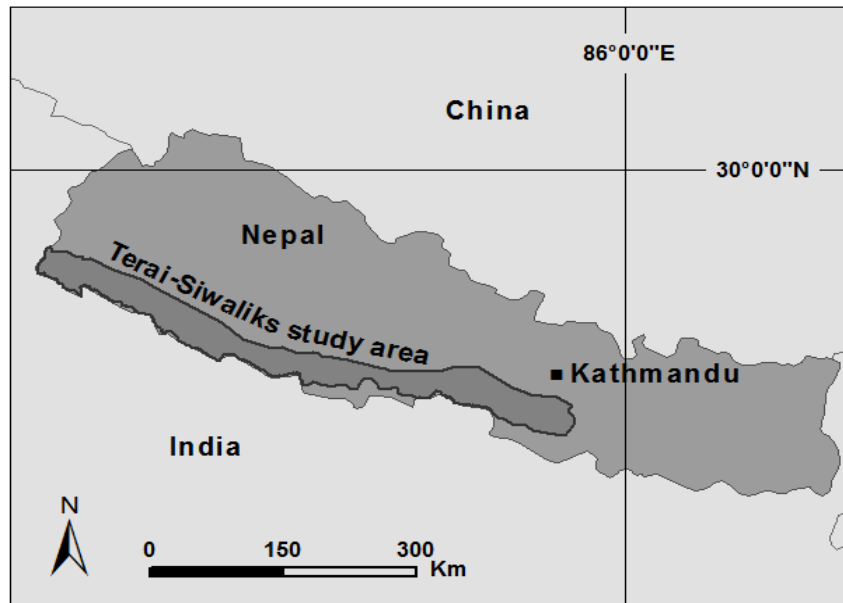 86°0'0"E
China
30°0'0"N
Nepal
Terai-Siwaliks study area
Kathmandu
India
N
0 150 300
Km